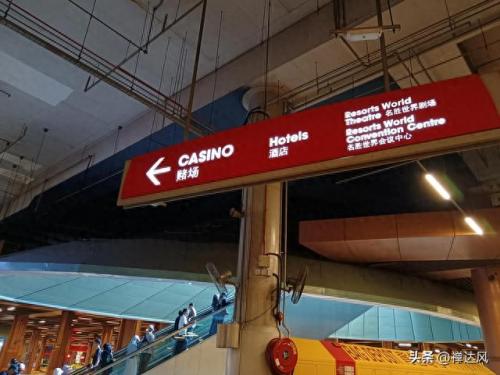 CASINO
赌场
Hotels
酒店
Resorts World
Theatre 名胜世界剧场
Resorts World
Convention Centre
名胜世界会议中心
头条 @禅达风